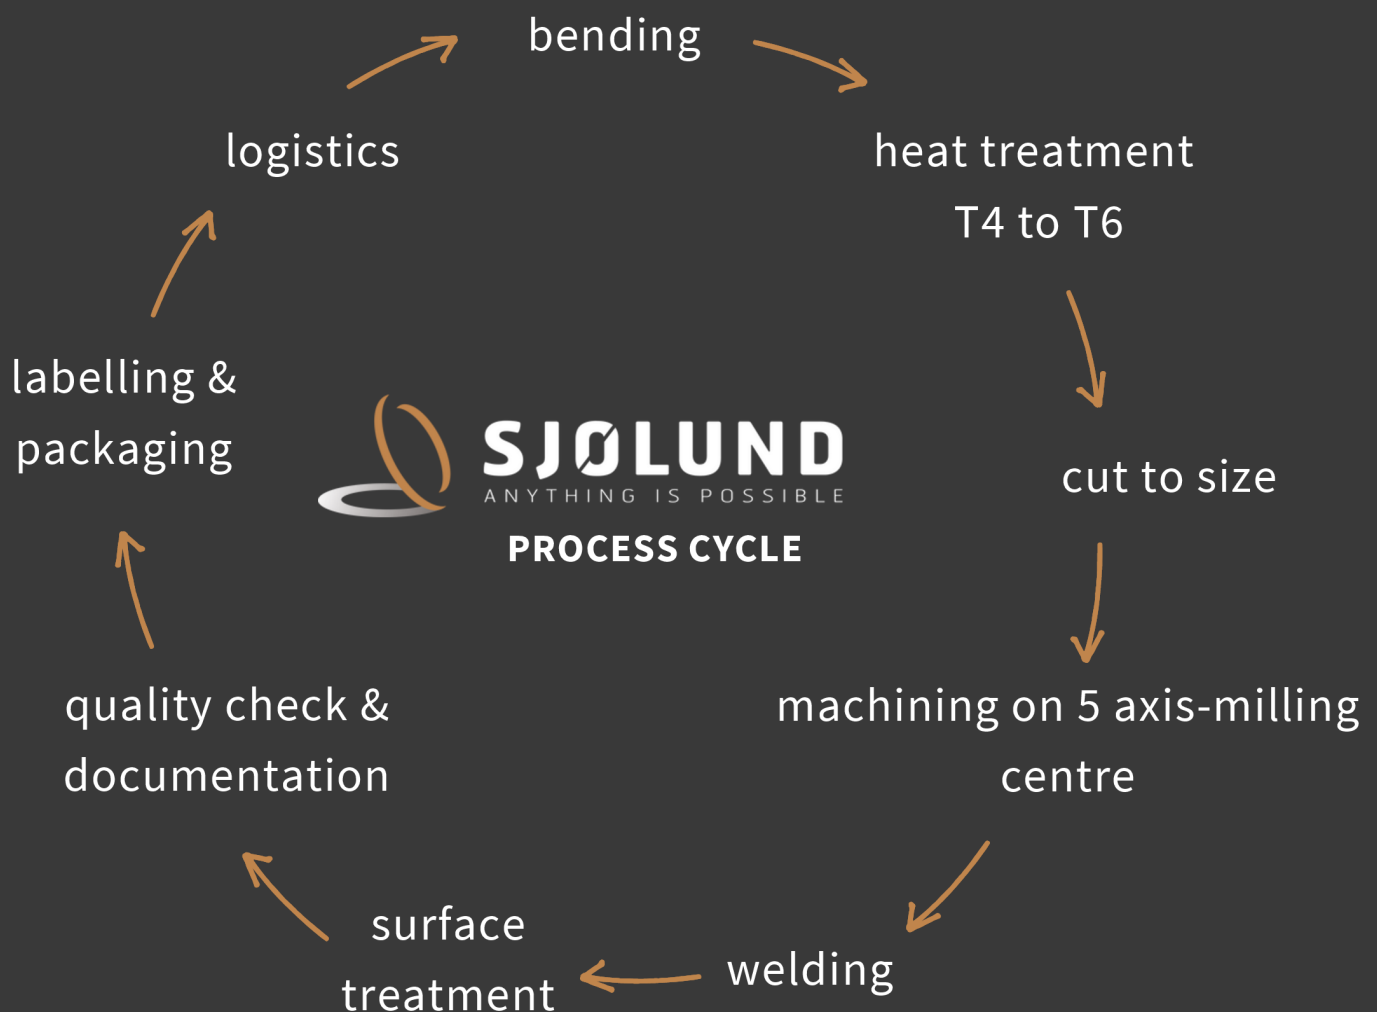 bending
heat treatment
T4 to T6
cut to size
machining on 5 axis-milling
centre
welding
surface
treatment
quality check &
documentation
labelling &
packaging
logistics
SJØLUND
ANYTHING IS POSSIBLE
PROCESS CYCLE